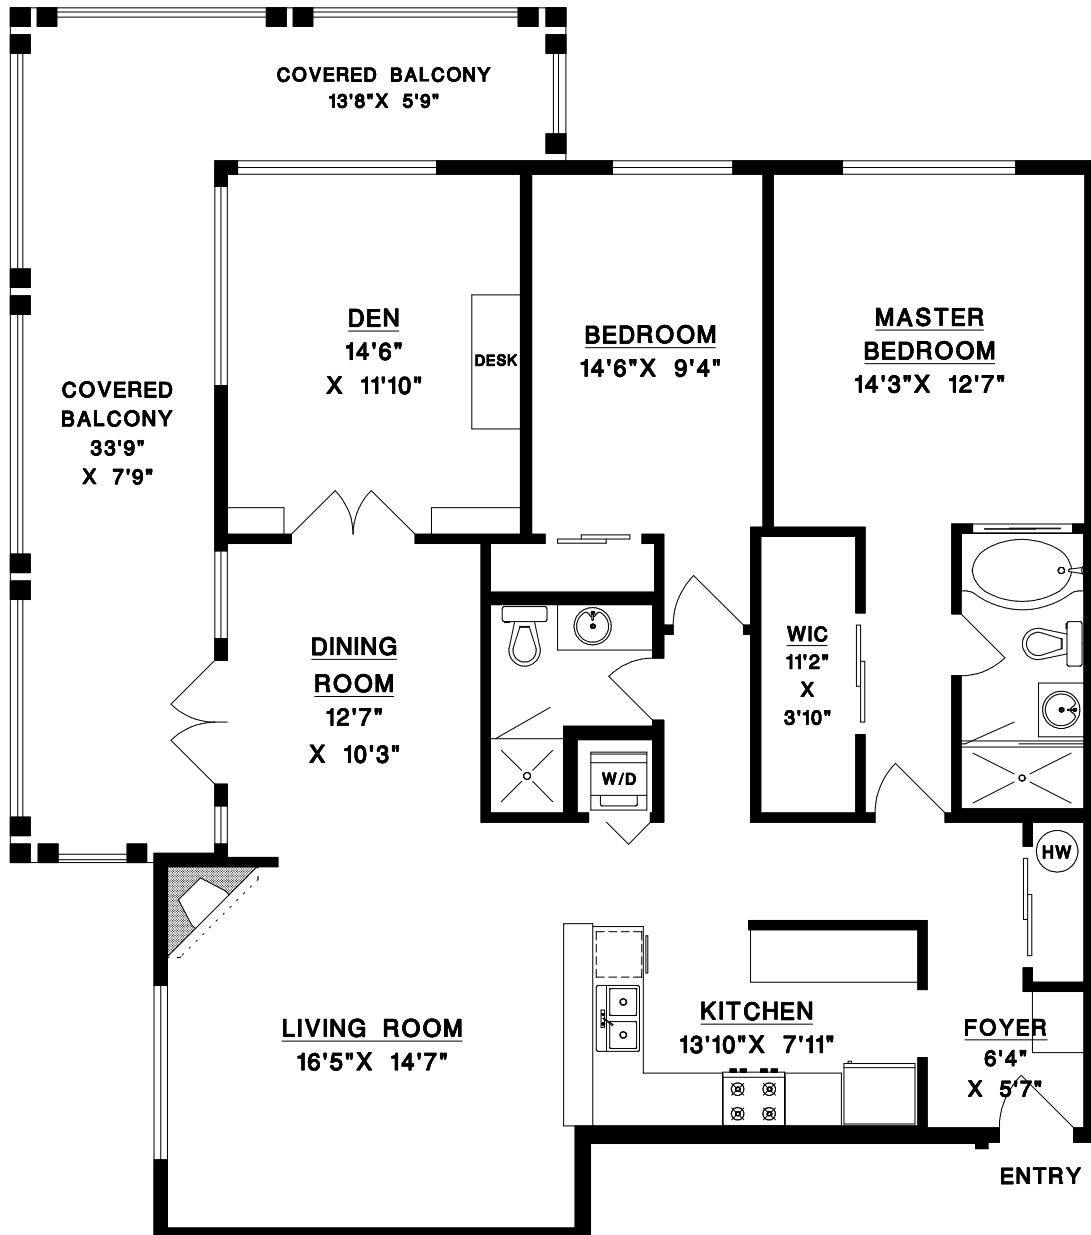 COVERED BALCONY
13'8"X 5'9"
DEN
14'6"
X 11'10"
DESK
BEDROOM
14'6"X 9'4"
MASTER
BEDROOM
14'3"X 12'7"
COVERED
BALCONY
33'9"
X 7'9"
DINING
ROOM
12'7"
X 10'3"
WIC
11'2"
X
3'10"
W/D
HW
LIVING ROOM
16'5"X 14'7"
KITCHEN
13'10"X 7'11"
FOYER
6'4"
X 5'7"
ENTRY